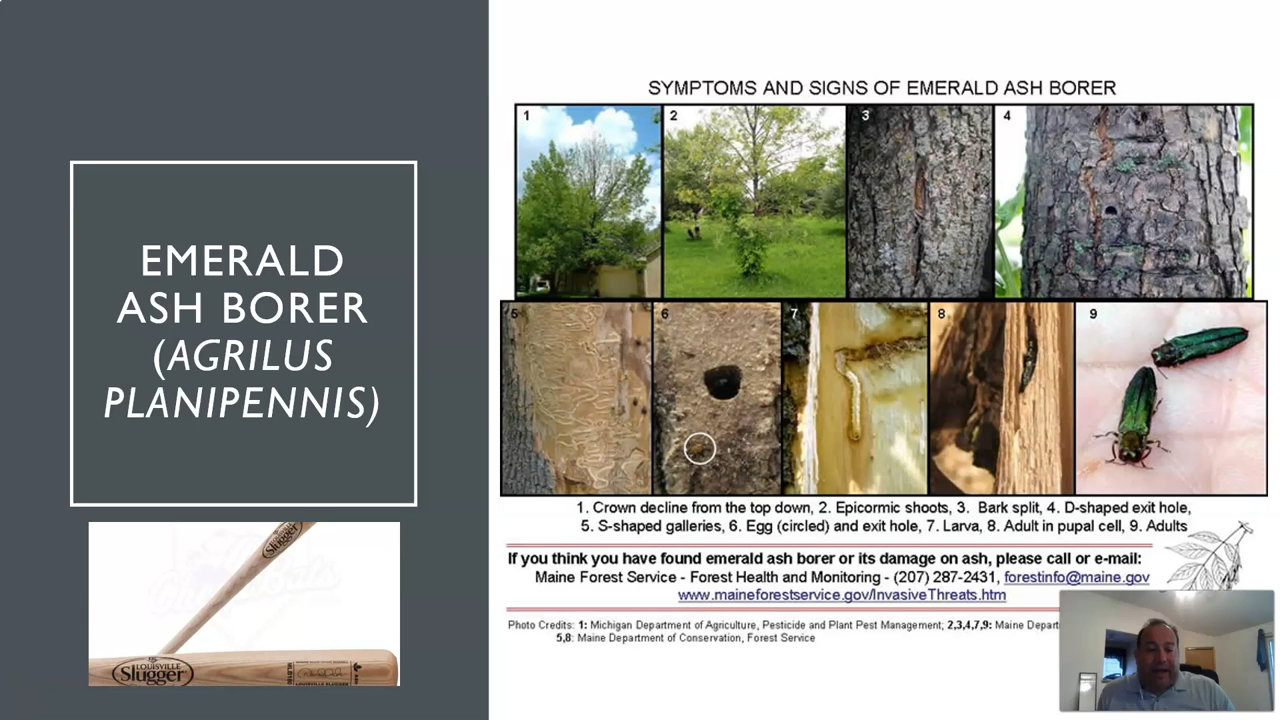 EMERALD
ASH BORER
(AGRILUS
PLANIPENNIS)
SYMPTOMS AND SIGNS OF EMERALD ASH BORER
1
2
3
4
5
6
7
8
9
1. Crown decline from the top down, 2. Epicormic shoots, 3. Bark split, 4. D-shaped exit hole,
5. S-shaped galleries, 6. Egg (circled) and exit hole, 7. Larva, 8. Adult in pupal cell, 9. Adults
If you think you have found emerald ash borer or its damage on ash, please call or e-mail:
Maine Forest Service - Forest Health and Monitoring - (207) 287-2431, forestinfo@maine.gov
www.maineforestservice.gov/InvasiveThreats.htm
Photo Credits: 1: Michigan Department of Agriculture, Pesticide and Plant Pest Management; 2,3,4,7,9: Maine
5,8: Maine Department of Conservation, Forest Service
Slugger
LOUISVILLE
Slugger